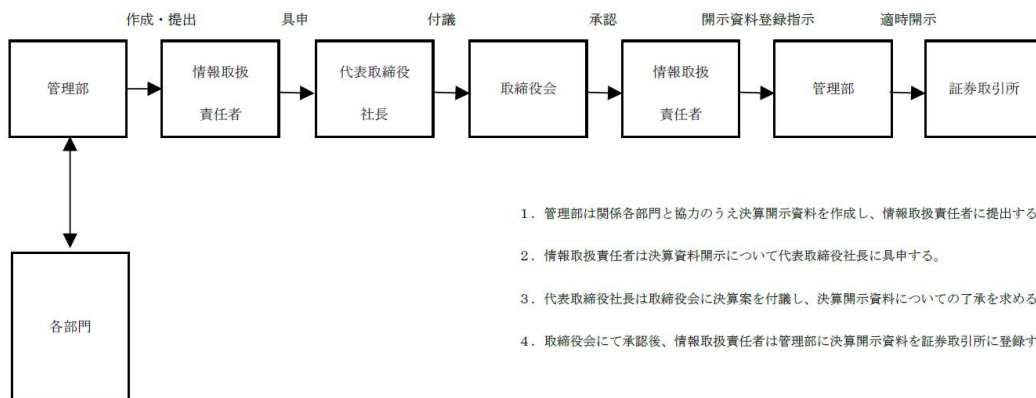 作成・提出
具申
付議
承認
開示資料登録指示
適時開示
管理部
情報取扱
責任者
代表取締役
社長
取締役会
情報取扱
責任者
管理部
証券取引所
1．管理部は関係各部門と協力のうえ決算開示資料を作成し、情報取扱責任者に提出する
2．情報取扱責任者は決算資料開示について代表取締役社長に具申する。
3．代表取締役社長は取締役会に決算案を付議し、決算開示資料についての了承を求める
4．取締役会にて承認後、情報取扱責任者は管理部に決算開示資料を証券取引所に登録す
各部門